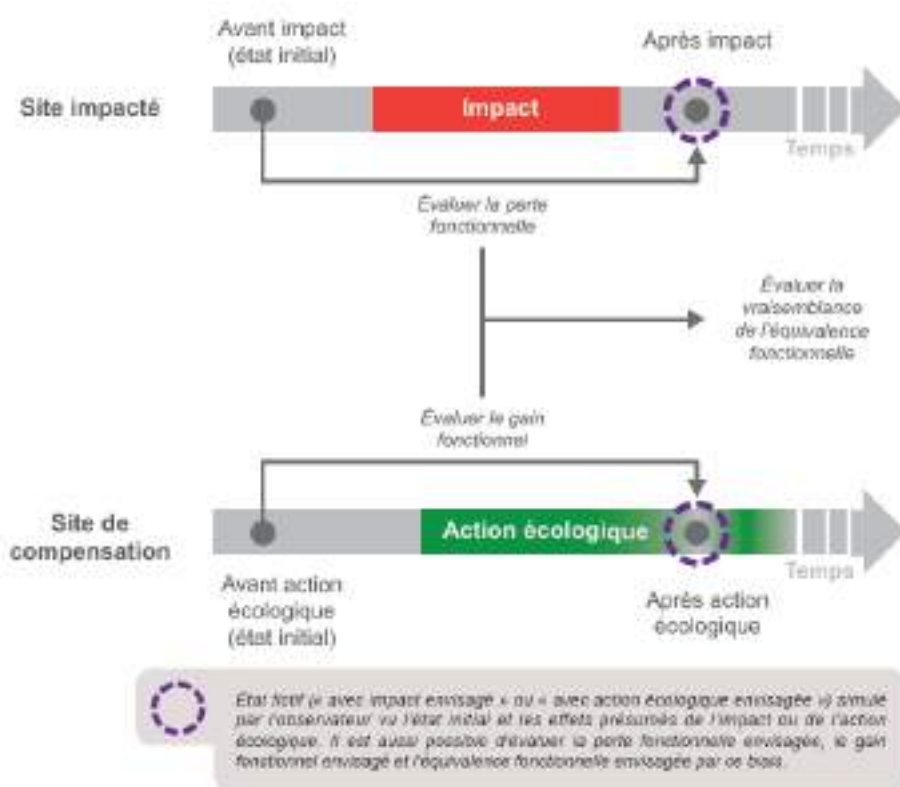 Avant impact
(état initial)
Après impact
Site impacté
Impact
Temps
Évaluer la perte
fonctionnelle
Évaluer la
vraisemblance
de l'équivalence
fonctionnelle
Évaluer le gain
fonctionnel
Site de
compensation
Action écologique
Temps
Avant action
écologique
(état initial)
Après action
écologique
Etat fictif (« avec impact envisagé » ou « avec action écologique envisagée ») simulé
par l'observateur vu l'état initial et les effets présumés de l'impact ou de l'action
écologique. Il est aussi possible d'évaluer la perte fonctionnelle envisagée, le gain
fonctionnel envisagé et l'équivalence fonctionnelle envisagée par ce biais.